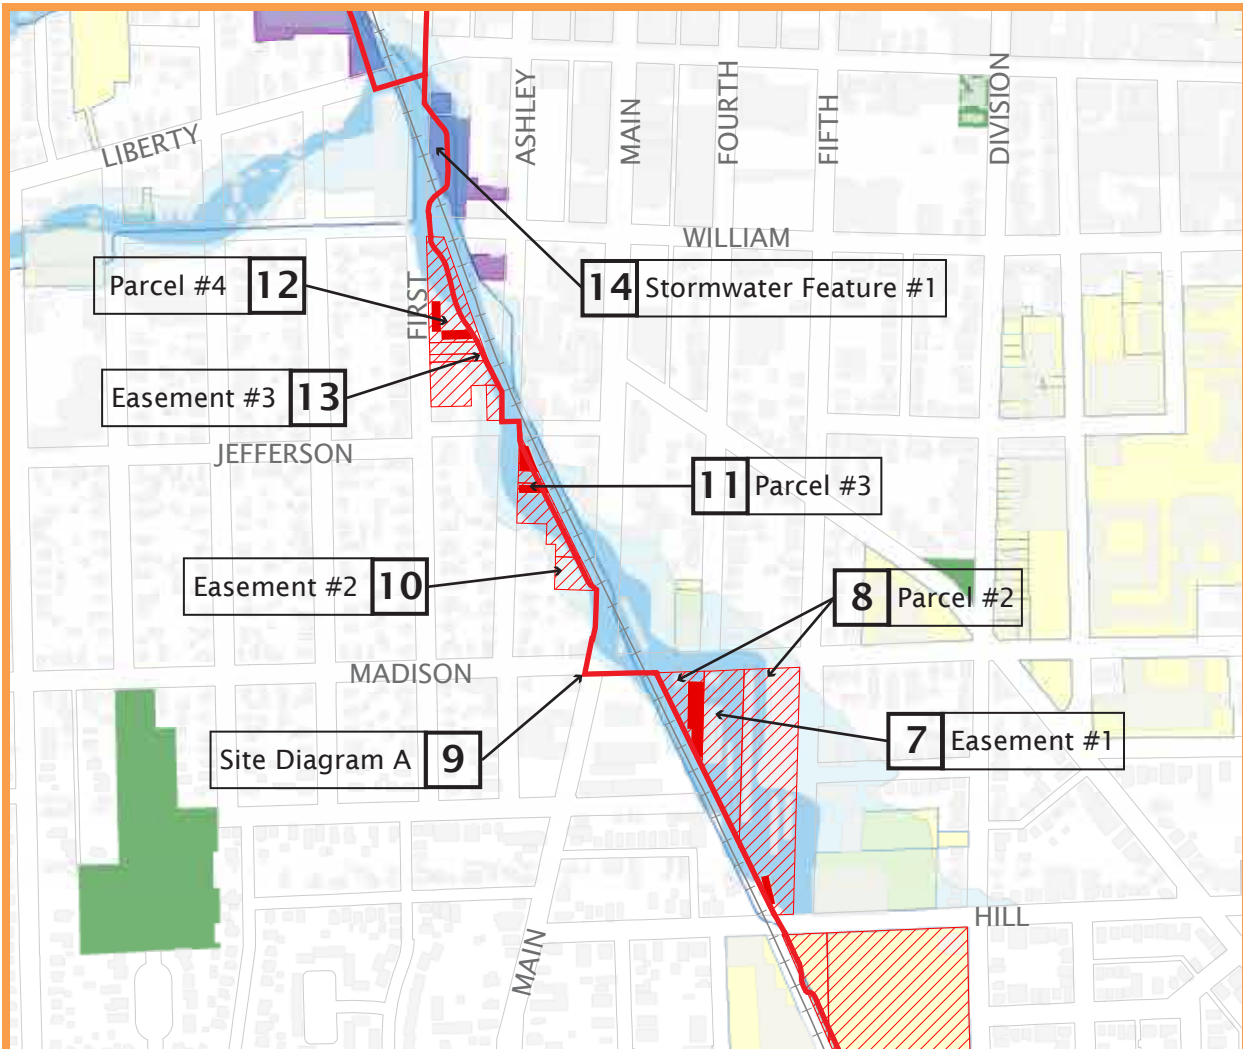 ASHLEY
MAIN
FOURTH
FIFTH
DIVISION
LIBERTY
WILLIAM
Parcel #4 12
14 Stormwater Feature #1
FIRST
Easement #3 13
JEFFERSON
11 Parcel #3
Easement #2 10
8 Parcel #2
MADISON
7 Easement #1
Site Diagram A 9
HILL
MAIN